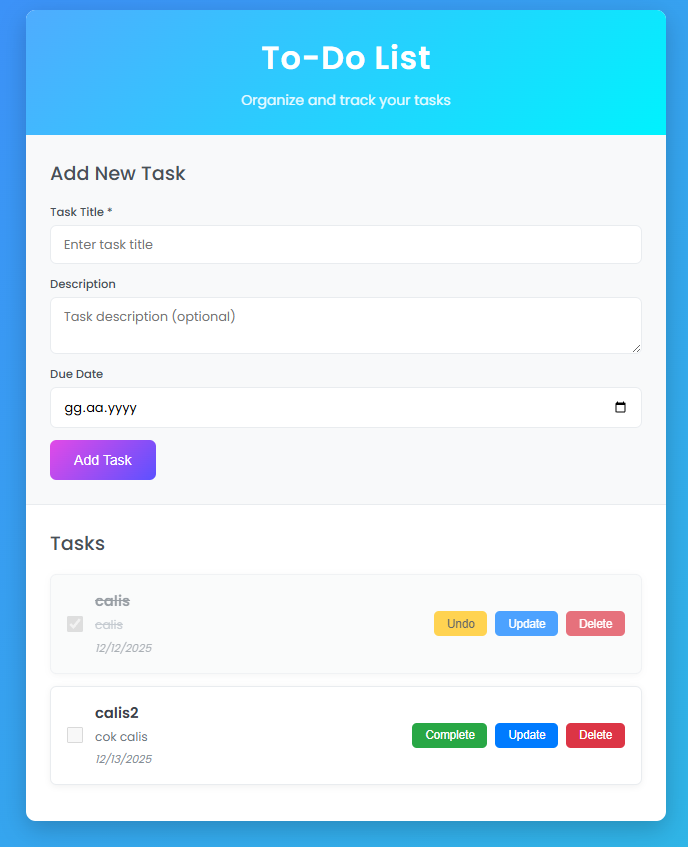 To-Do List
Organize and track your tasks
Add New Task
Task Title *
Enter task title
Description
Task description (optional)
Due Date
gg.aa.yyyy
Add Task
Tasks
calis
calis
12/12/2025
Undo Update Delete
calis2
cok calis
12/13/2025
Complete Update Delete